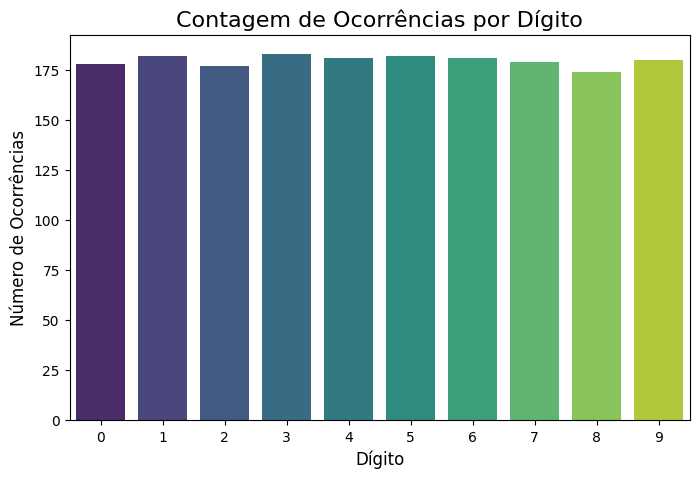 Contagem de Ocorrências por Dígito
Número de Ocorrências
175
150
125
100
75
50
25
0
0 1 2 3 4 5 6 7 8 9
Dígito